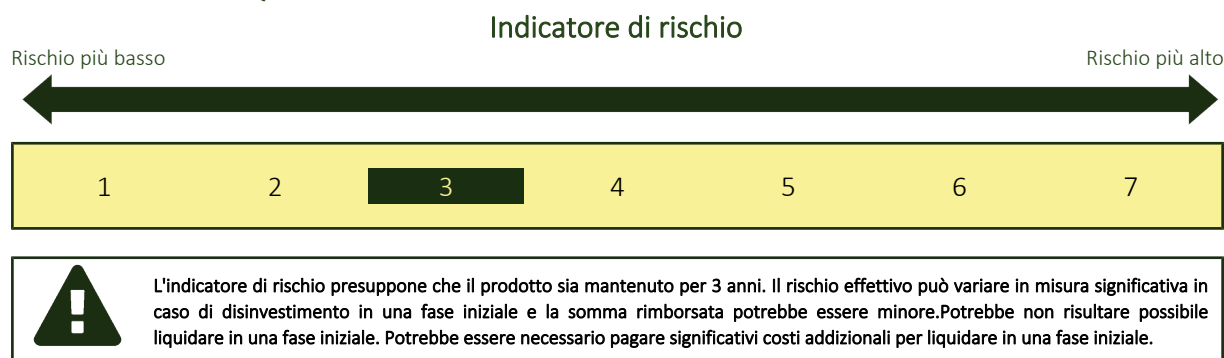 Indicatore di rischio
Rischio più basso
Rischio più alto
1 2 3 4 5 6 7
L'indicatore di rischio presuppone che il prodotto sia mantenuto per 3 anni. Il rischio effettivo può variare in misura significativa in
caso di disinvestimento in una fase iniziale e la somma rimborsata potrebbe essere minore.Potrebbe non risultare possibile
liquidare in una fase iniziale. Potrebbe essere necessario pagare significativi costi addizionali per liquidare in una fase iniziale.